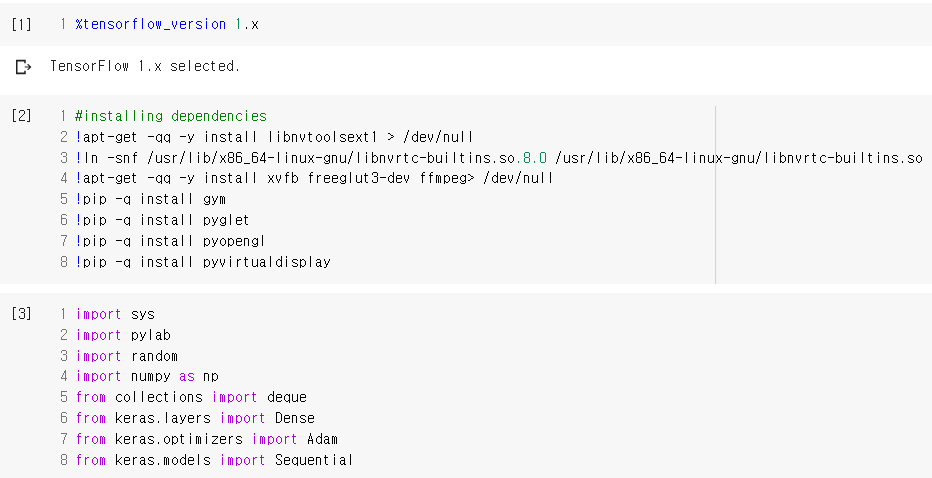 [1] 1 %tensorflow_version 1.x
TensorFlow 1.x selected.
[2] 1 #installing dependencies
2 !apt-get -qq -y install libnvtoolsext1 > /dev/null
3 !ln -snf /usr/lib/x86_64-linux-gnu/libnvrtc-builtins.so.8.0 /usr/lib/x86_64-linux-gnu/libnvrtc-builtins.so
4 !apt-get -qq -y install xvfb freeglut3-dev ffmpeg> /dev/null
5 !pip -q install gym
6 !pip -q install pyglet
7 !pip -q install pyopengl
8 !pip -q install pyvirtualdisplay
[3] 1 import sys
2 import pylab
3 import random
4 import numpy as np
5 from collections import deque
6 from keras.layers import Dense
7 from keras.optimizers import Adam
8 from keras.models import Sequential